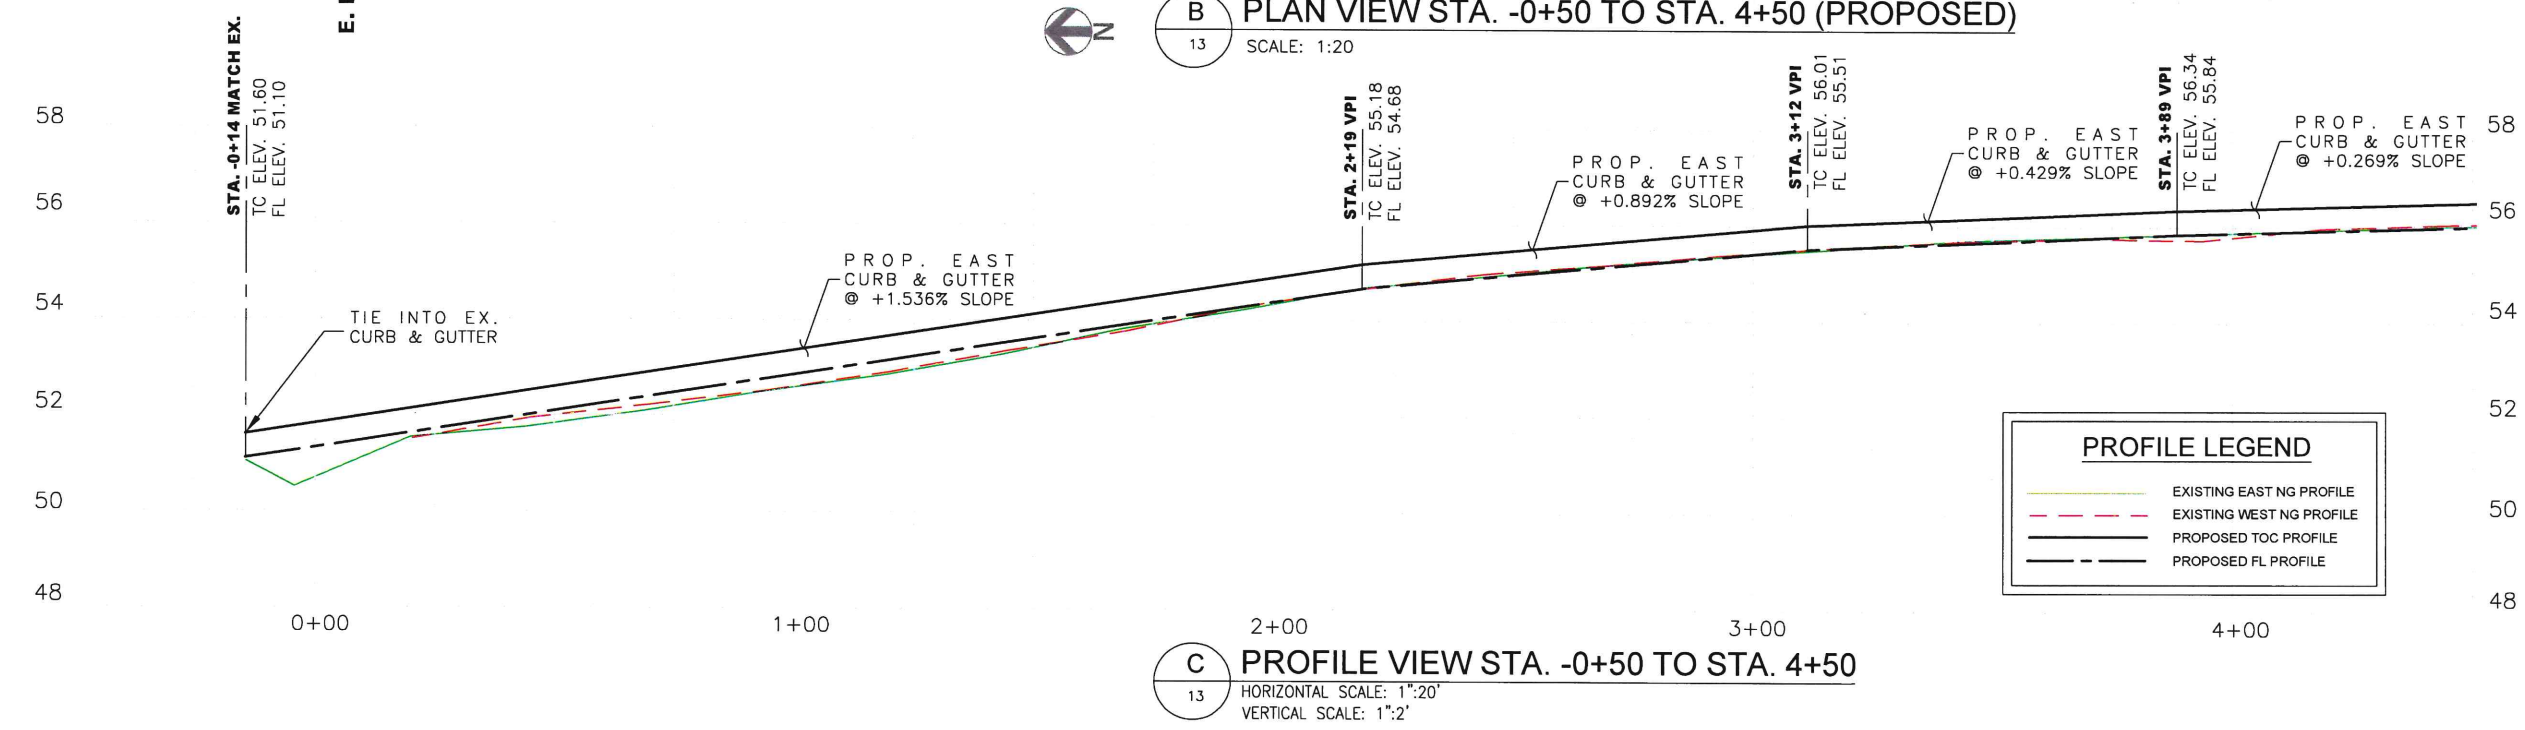 E.
B
13
PLAN VIEW STA. -0+50 TO STA. 4+50 (PROPOSED)
SCALE: 1:20
N
STA. -0+14 MATCH EX.
TC ELEV. 51.60
FL ELEV. 51.10
STA. 2+19 VPI
TC ELEV. 55.18
FL ELEV. 54.68
STA. 3+12 VPI
TC ELEV. 56.01
FL ELEV. 55.51
STA. 3+89 VPI
TC ELEV. 56.34
FL ELEV. 55.84
58
56
54
52
50
48
TIE INTO EX.
CURB & GUTTER
PROP. EAST
CURB & GUTTER
@ +1.536% SLOPE
PROP. EAST
CURB & GUTTER
@ +0.892% SLOPE
PROP. EAST
CURB & GUTTER
@ +0.429% SLOPE
PROP. EAST
CURB & GUTTER
@ +0.269% SLOPE
58
56
54
52
50
48
PROFILE LEGEND
EXISTING EAST NG PROFILE
EXISTING WEST NG PROFILE
PROPOSED TOC PROFILE
PROPOSED FL PROFILE
0+00 1+00 2+00 3+00 4+00
C
13
PROFILE VIEW STA. -0+50 TO STA. 4+50
HORIZONTAL SCALE: 1":20'
VERTICAL SCALE: 1":2'